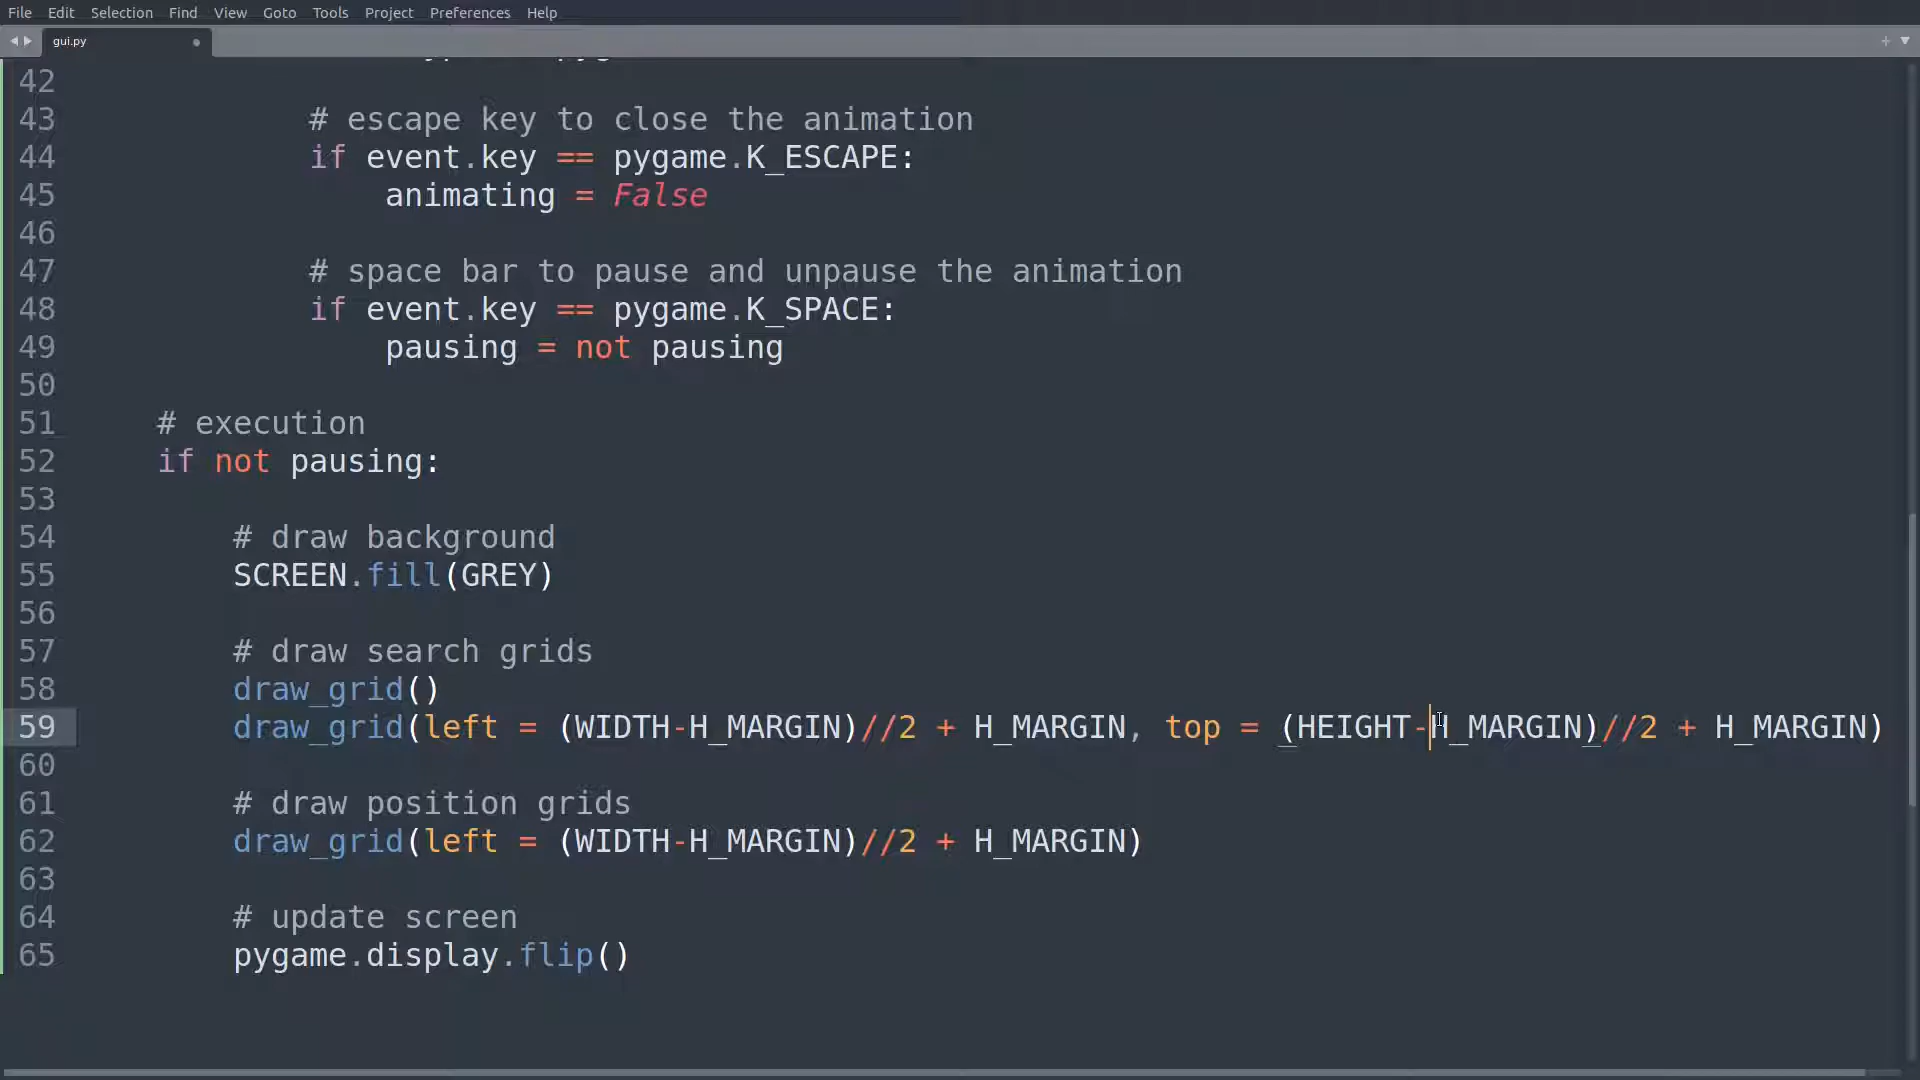 File Edit Selection Find View Goto Tools Project Preferences Help
gui.py
42
43 # escape key to close the animation
44 if event.key == pygame.K_ESCAPE:
45 animating = False
46
47 # space bar to pause and unpause the animation
48 if event.key == pygame.K_SPACE:
49 pausing = not pausing
50
51 # execution
52 if not pausing:
53
54 # draw background
55 SCREEN.fill(GREY)
56
57 # draw search grids
58 draw_grid()
59 draw_grid(left = (WIDTH-H_MARGIN)//2 + H_MARGIN, top = (HEIGHT-H_MARGIN)//2 + H_MARGIN)
60
61 # draw position grids
62 draw_grid(left = (WIDTH-H_MARGIN)//2 + H_MARGIN)
63
64 # update screen
65 pygame.display.flip()